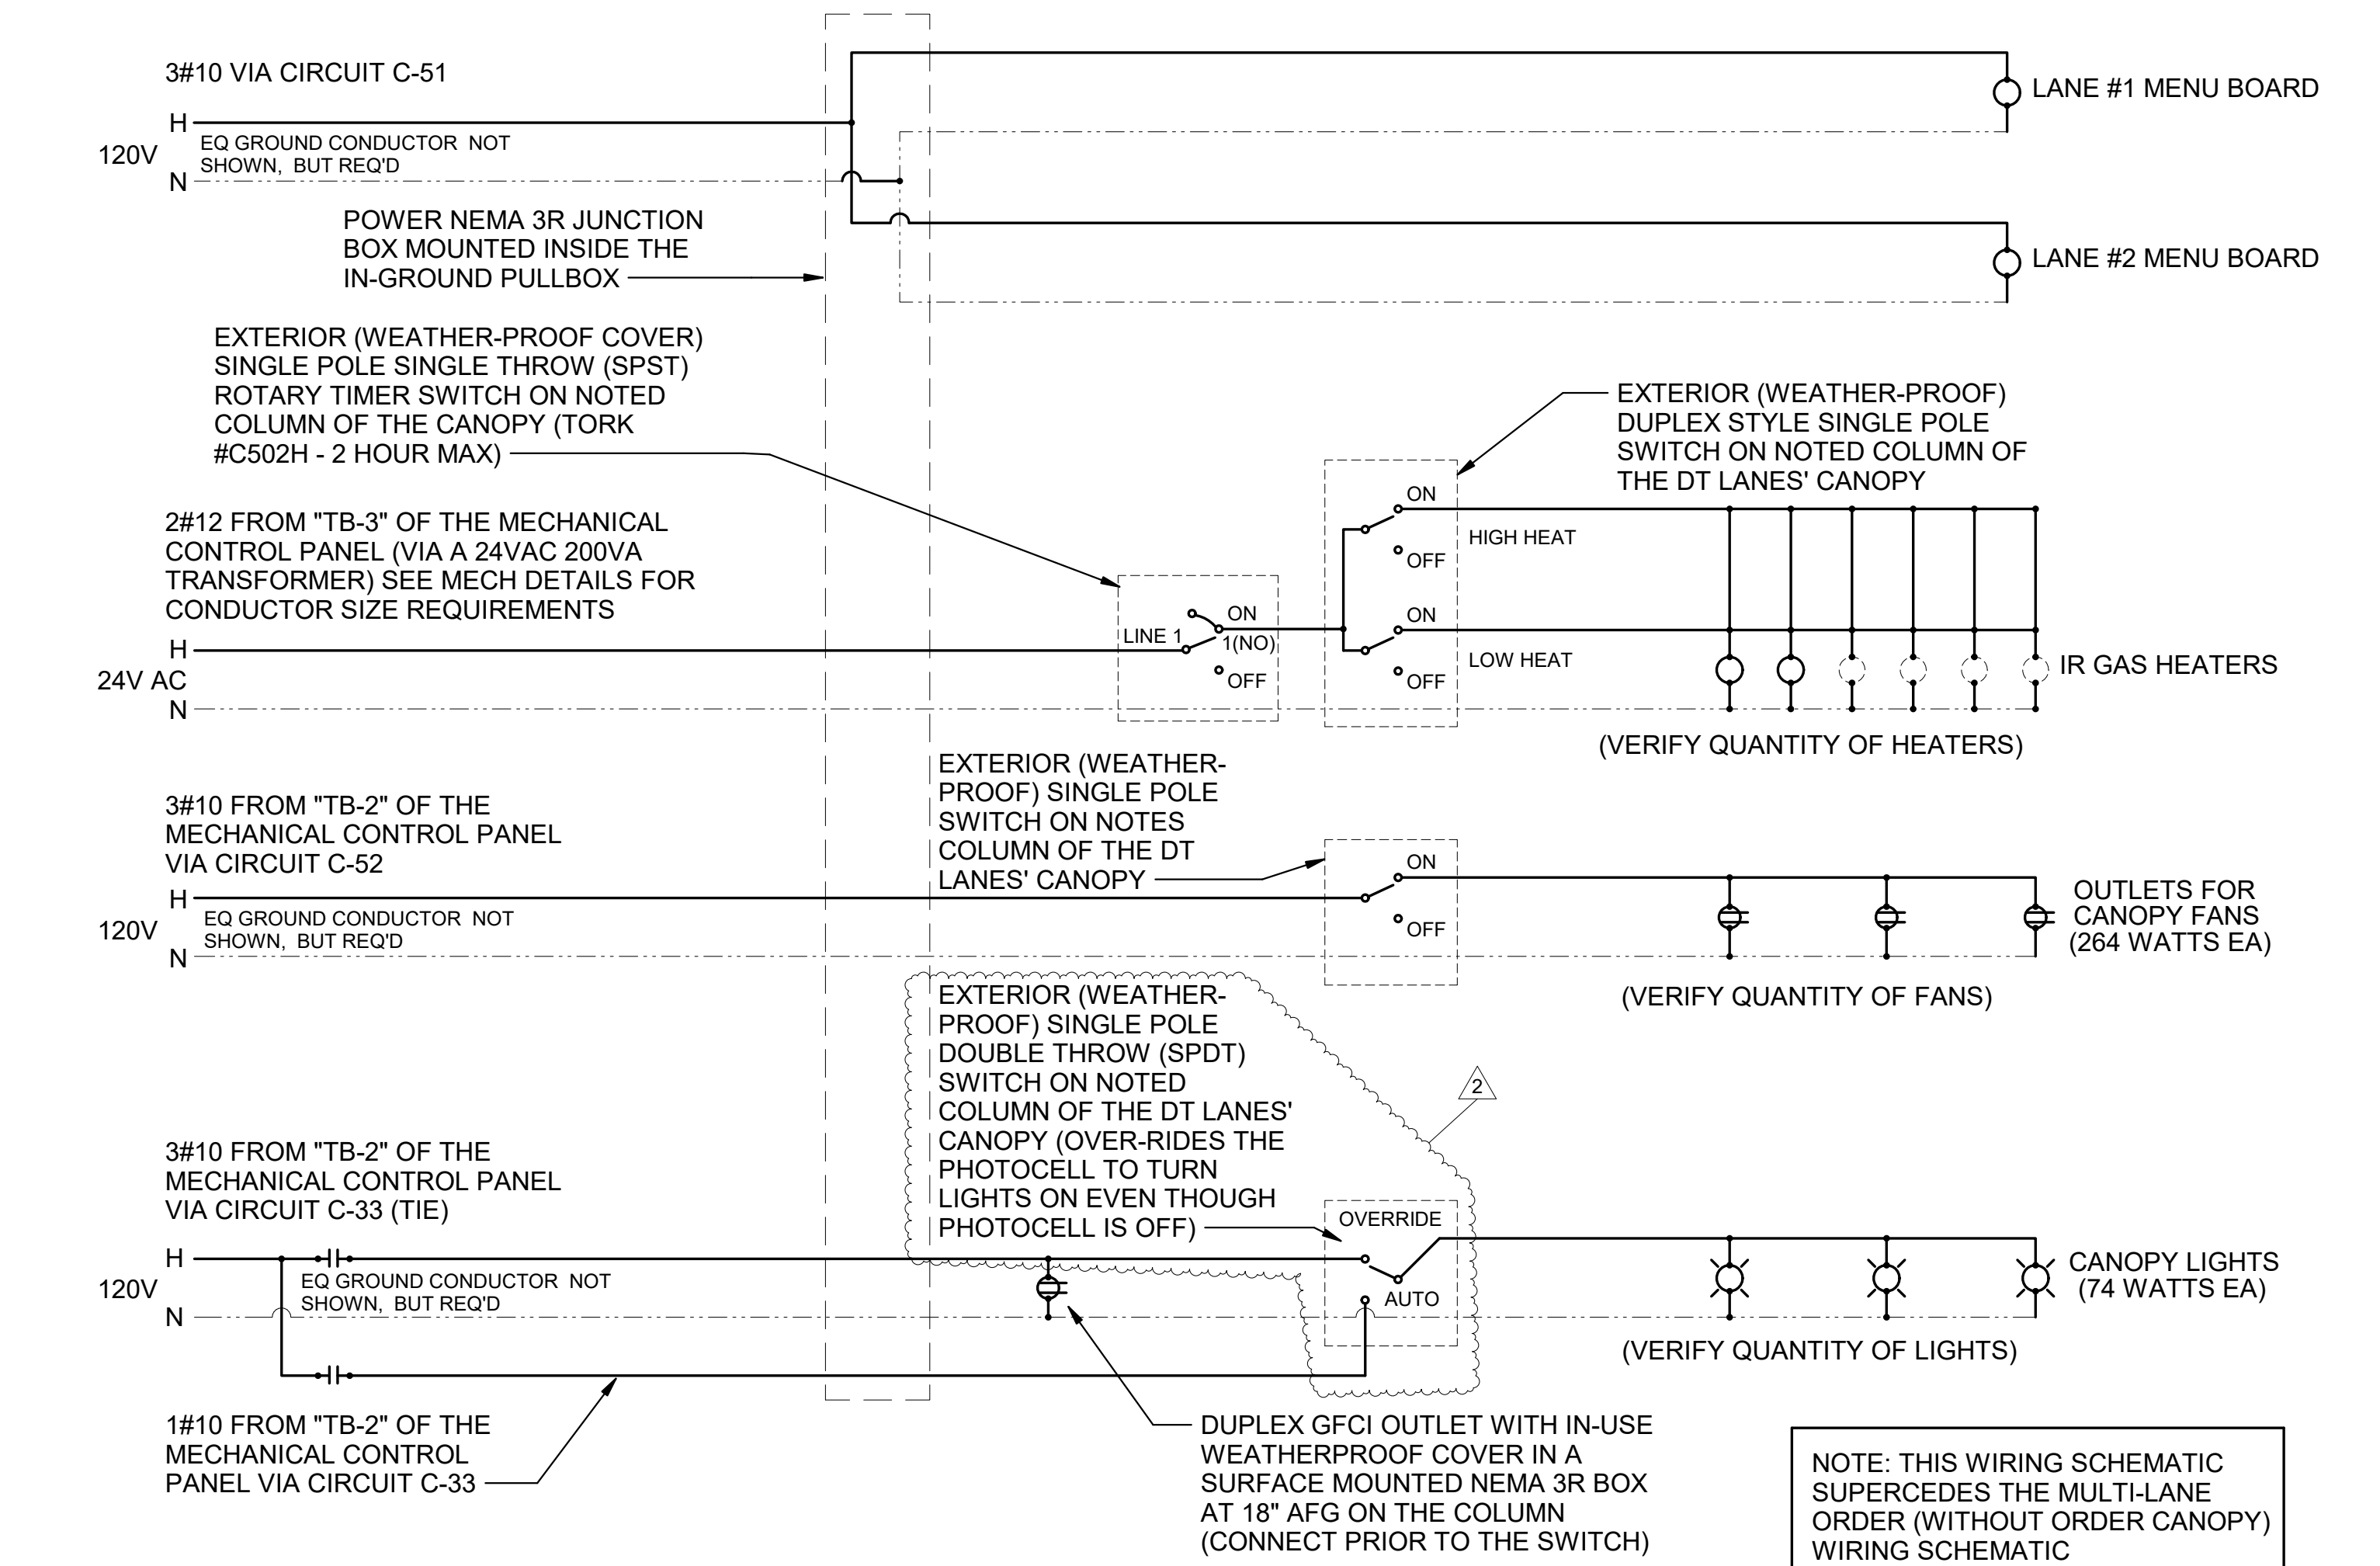 3#10 VIA CIRCUIT C-51
H
120V
EQ GROUND CONDUCTOR NOT
SHOWN, BUT REQ'D
N
LANE #1 MENU BOARD
LANE #2 MENU BOARD
POWER NEMA 3R JUNCTION
BOX MOUNTED INSIDE THE
IN-GROUND PULLBOX
EXTERIOR (WEATHER-PROOF COVER)
SINGLE POLE SINGLE THROW (SPST)
ROTARY TIMER SWITCH ON NOTED
COLUMN OF THE CANOPY (TORK
#C502H - 2 HOUR MAX)
EXTERIOR (WEATHER-PROOF)
DUPLEX STYLE SINGLE POLE
SWITCH ON NOTED COLUMN OF
THE DT LANES' CANOPY
2#12 FROM "TB-3" OF THE MECHANICAL
CONTROL PANEL (VIA A 24VAC 200VA
TRANSFORMER) SEE MECH DETAILS FOR
CONDUCTOR SIZE REQUIREMENTS
H
24V AC
N
LINE 1
ON
1(NO)
OFF
ON
HIGH HEAT
OFF
ON
LOW HEAT
OFF
IR GAS HEATERS
(VERIFY QUANTITY OF HEATERS)
3#10 FROM "TB-2" OF THE
MECHANICAL CONTROL PANEL
VIA CIRCUIT C-52
H
120V
EQ GROUND CONDUCTOR NOT
SHOWN, BUT REQ'D
N
EXTERIOR (WEATHER-
PROOF) SINGLE POLE
SWITCH ON NOTES
COLUMN OF THE DT
LANES' CANOPY
ON
OFF
OUTLETS FOR
CANOPY FANS
(264 WATTS EA)
(VERIFY QUANTITY OF FANS)
EXTERIOR (WEATHER-
PROOF) SINGLE POLE
DOUBLE THROW (SPDT)
SWITCH ON NOTED
COLUMN OF THE DT LANES'
CANOPY (OVER-RIDES THE
PHOTOCELL TO TURN
LIGHTS ON EVEN THOUGH
PHOTOCELL IS OFF)
2
3#10 FROM "TB-2" OF THE
MECHANICAL CONTROL PANEL
VIA CIRCUIT C-33 (TIE)
H
120V
EQ GROUND CONDUCTOR NOT
SHOWN, BUT REQ'D
N
OVERRIDE
AUTO
CANOPY LIGHTS
(74 WATTS EA)
(VERIFY QUANTITY OF LIGHTS)
1#10 FROM "TB-2" OF THE
MECHANICAL CONTROL
PANEL VIA CIRCUIT C-33
DUPLEX GFCI OUTLET WITH IN-USE
WEATHERPROOF COVER IN A
SURFACE MOUNTED NEMA 3R BOX
AT 18" AFG ON THE COLUMN
(CONNECT PRIOR TO THE SWITCH)
NOTE: THIS WIRING SCHEMATIC
SUPERCEDES THE MULTI-LANE
ORDER (WITHOUT ORDER CANOPY)
WIRING SCHEMATIC